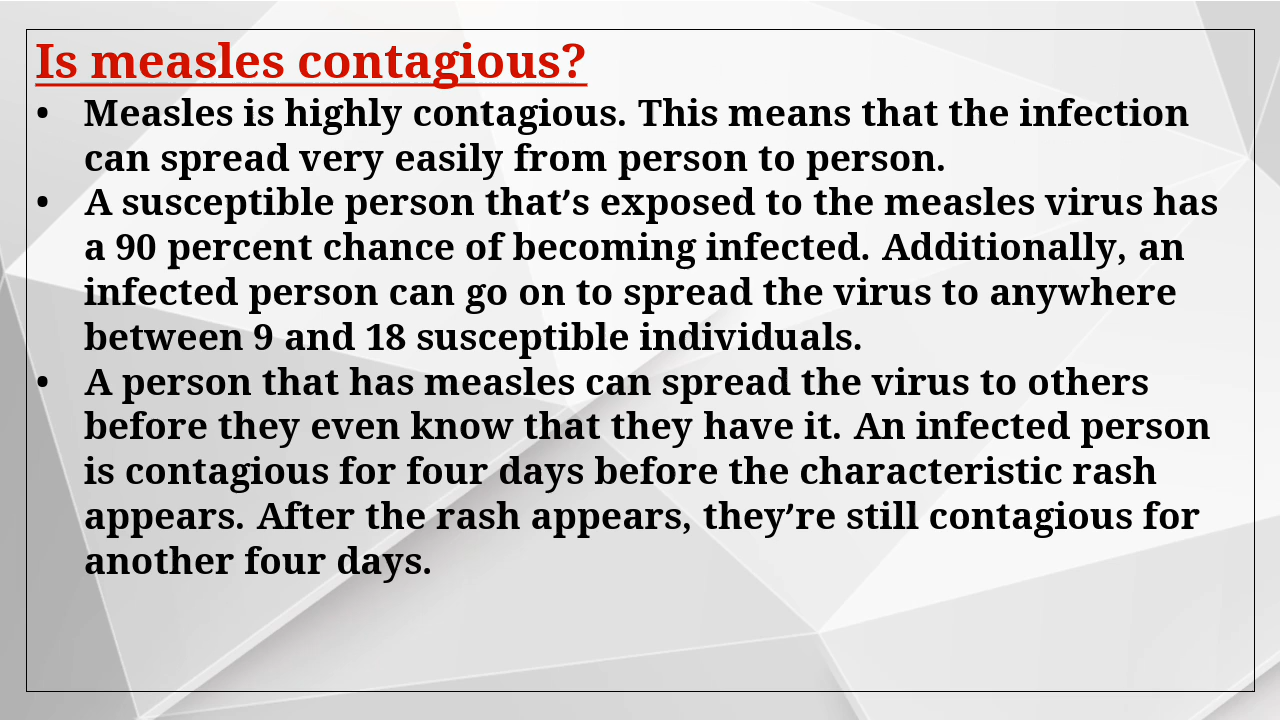 Is measles contagious?
• Measles is highly contagious. This means that the infection
can spread very easily from person to person.
• A susceptible person that’s exposed to the measles virus has
a 90 percent chance of becoming infected. Additionally, an
infected person can go on to spread the virus to anywhere
between 9 and 18 susceptible individuals.
• A person that has measles can spread the virus to others
before they even know that they have it. An infected person
is contagious for four days before the characteristic rash
appears. After the rash appears, they’re still contagious for
another four days.